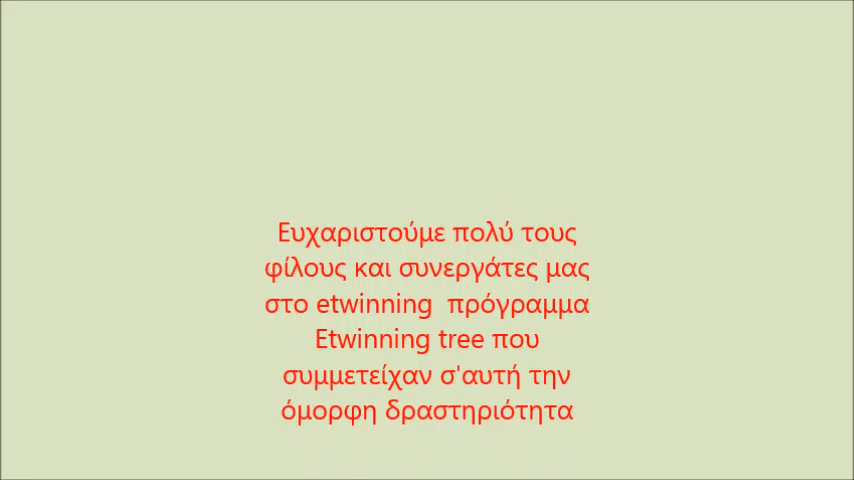 Ευχαριστούμε πολύ τους
φίλους και συνεργάτες μας
στο etwinning  πρόγραμμα
Etwinning tree που
συμμετείχαν σ'αυτή την
όμορφη δραστηριότητα